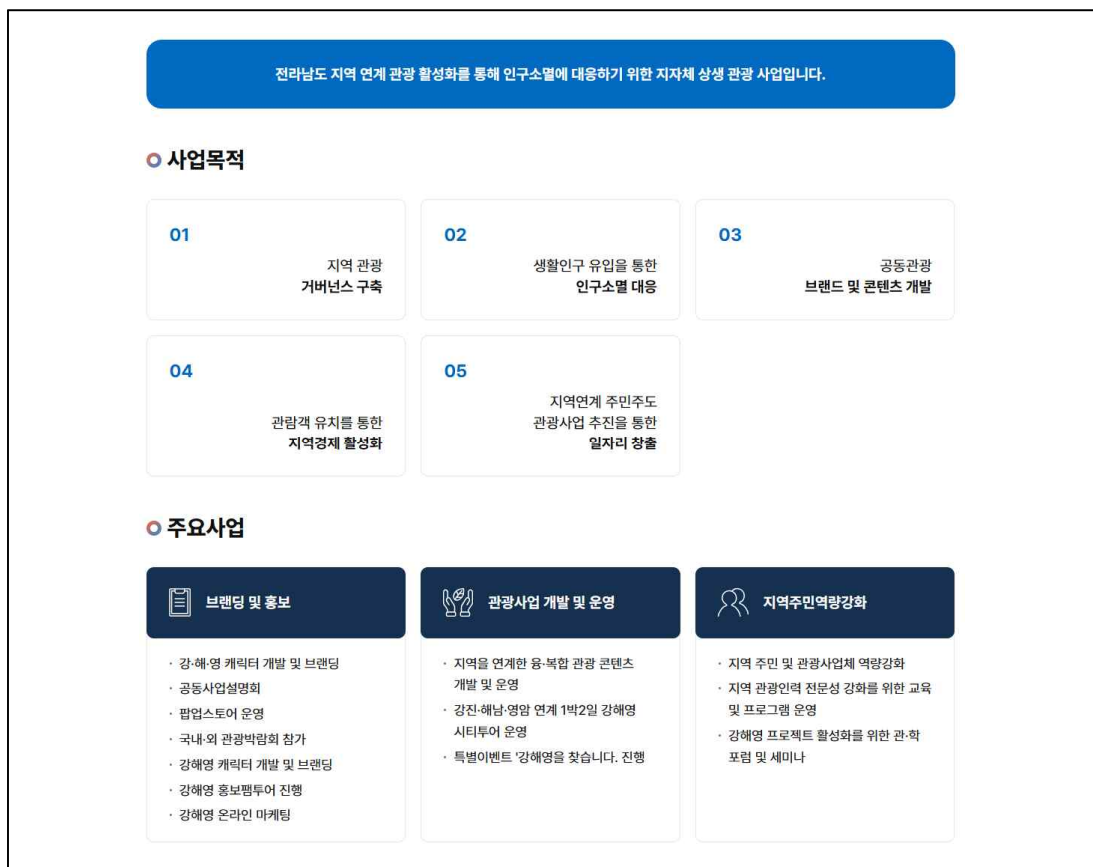 전라남도 지역 연계 관광 활성화를 통해 인구소멸에 대응하기 위한 지자체 상생 관광 사업입니다.
사업목적
01
지역 관광
거버넌스 구축
02
생활인구 유입을 통한
인구소멸 대응
03
공동관광
브랜드 및 콘텐츠 개발
04
관람객 유치를 통한
지역경제 활성화
05
지역연계 주민주도
관광사업 추진을 통한
일자리 창출
주요사업
브랜딩 및 홍보
· 강·해·영 캐릭터 개발 및 브랜딩
· 공동사업설명회
· 팝업스토어 운영
· 국내·외 관광박람회 참가
· 강해영 캐릭터 개발 및 브랜딩
· 강해영 홍보팸투어 진행
· 강해영 온라인 마케팅
관광사업 개발 및 운영
· 지역을 연계한 융·복합 관광 콘텐츠
개발 및 운영
· 강진·해남·영암 연계 1박2일 강해영
시티투어 운영
· 특별이벤트 '강해영을 찾습니다. 진행
지역주민역량강화
· 지역 주민 및 관광사업체 역량강화
· 지역 관광인력 전문성 강화를 위한 교육
및 프로그램 운영
· 강해영 프로젝트 활성화를 위한 관·학
포럼 및 세미나